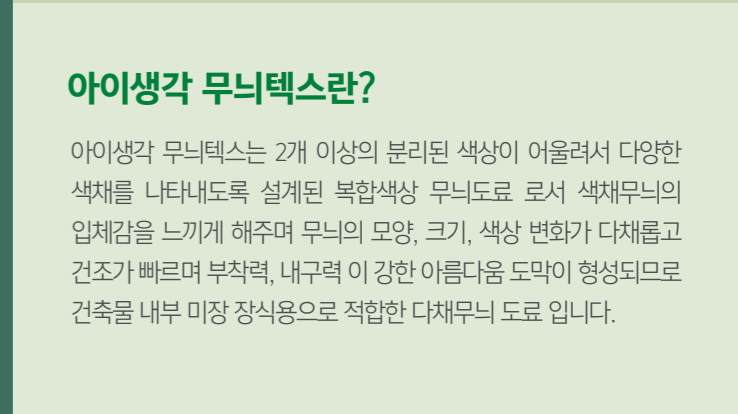 아이생각 무늬텍스란?
아이생각 무늬텍스는 2개 이상의 분리된 색상이 어울려서 다양한
색채를 나타내도록 설계된 복합색상 무늬도료 로서 색채무늬의
입체감을 느끼게 해주며 무늬의 모양, 크기, 색상 변화가 다채롭고
건조가 빠르며 부착력, 내구력 이 강한 아름다움 도막이 형성되므로
건축물 내부 미장 장식용으로 적합한 다채무늬 도료 입니다.